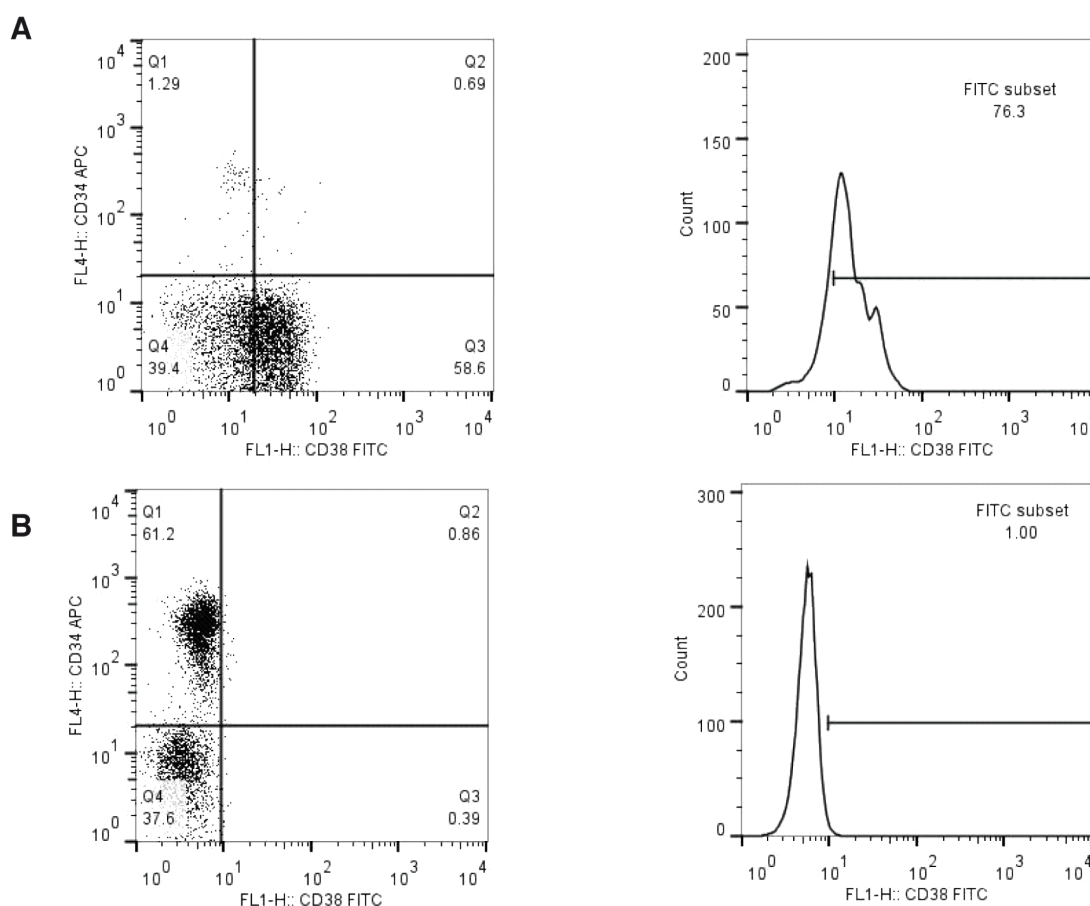 A
10^4
10^3
10^2
10^1
10^0
FL4-H:: CD34 APC
Q1
1.29
Q2
0.69
Q4
39.4
Q3
58.6
10^0 10^1 10^2 10^3 10^4
FL1-H:: CD38 FITC
200
150
100
50
0
Count
FITC subset
76.3
10^0 10^1 10^2 10^3
FL1-H:: CD38 FITC
B
10^4
10^3
10^2
10^1
10^0
FL4-H:: CD34 APC
Q1
61.2
Q2
0.86
Q4
37.6
Q3
0.39
10^0 10^1 10^2 10^3 10^4
FL1-H:: CD38 FITC
300
200
100
0
Count
FITC subset
1.00
10^0 10^1 10^2 10^3
FL1-H:: CD38 FITC